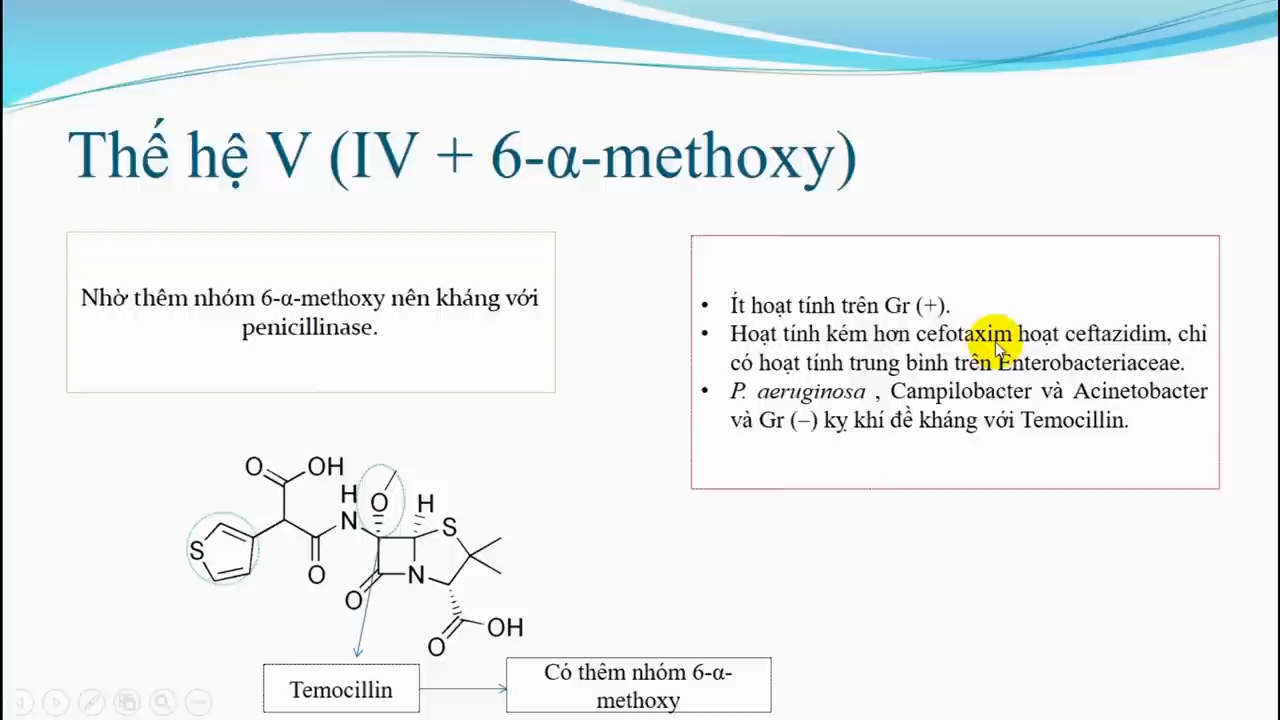 Thế hệ V (IV + 6-α-methoxy)
Nhờ thêm nhóm 6-α-methoxy nên kháng với
penicillinase.
• Ít hoạt tính trên Gr (+).
• Hoạt tính kém hơn cefotaxim hoạt ceftazidim, chỉ
có hoạt tính trung bình trên Enterobacteriaceae.
• P. aeruginosa , Campilobacter và Acinetobacter
và Gr (–) kỵ khí đề kháng với Temocillin.
O OH
H O H
N S
S
O N
O
OH
O
Temocillin
Có thêm nhóm 6-α-
methoxy